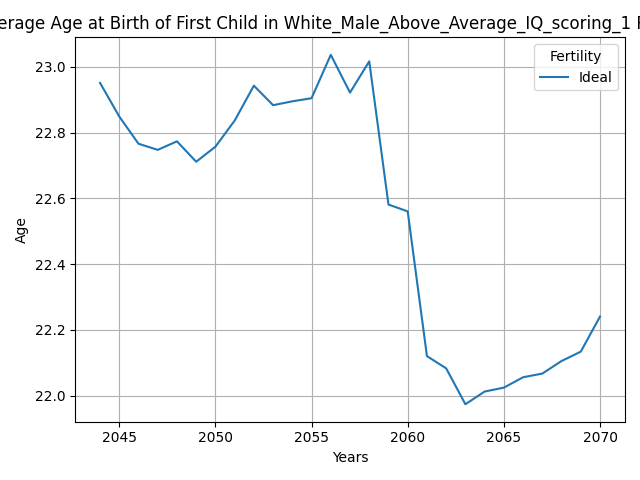 Average Age at Birth of First Child in White_Male_Above_Average_IQ_scoring_1
Fertility
Ideal
23.0
22.8
22.6
22.4
22.2
22.0
Age
2045 2050 2055 2060 2065 2070
Years